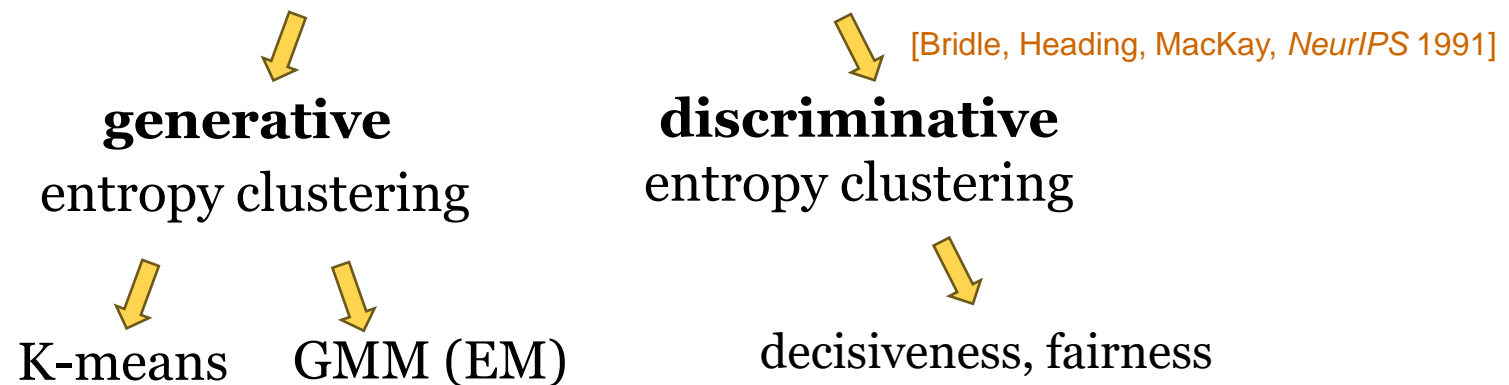 [Bridle, Heading, MacKay, NeurIPS 1991]
generative
entropy clustering
discriminative
entropy clustering
K-means
GMM (EM)
decisiveness, fairness